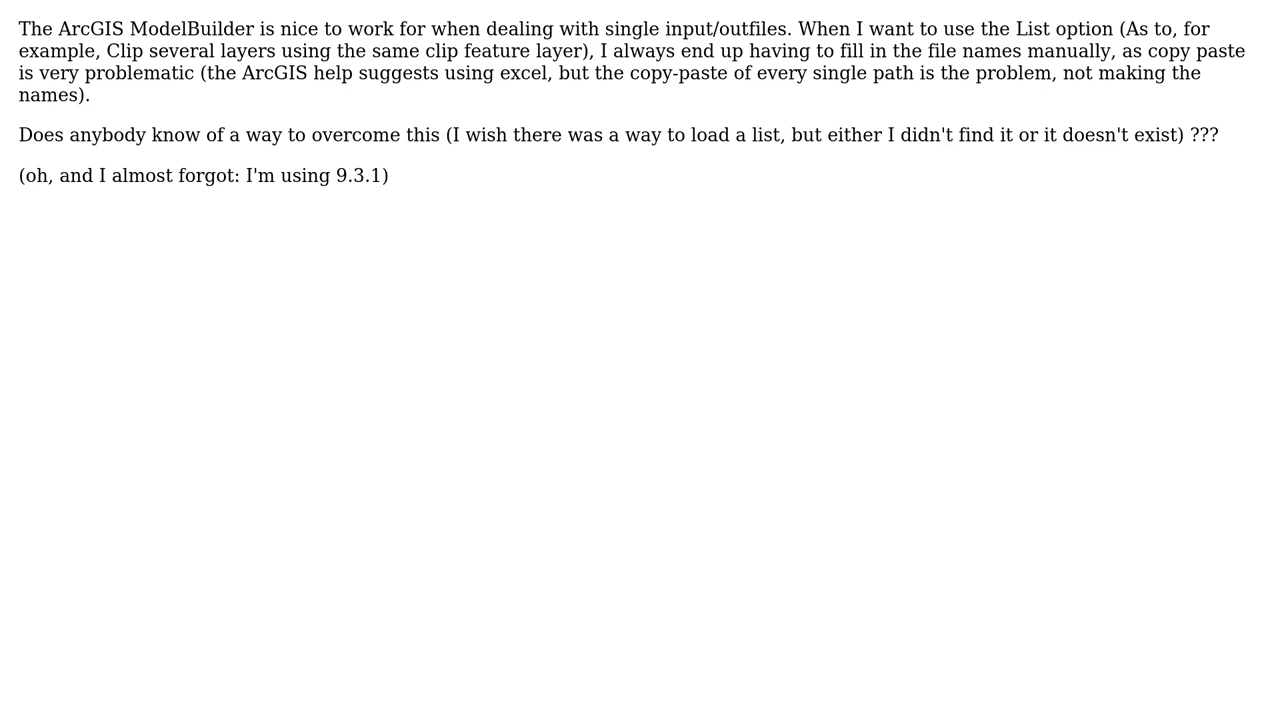 The ArcGIS ModelBuilder is nice to work for when dealing with single input/outfiles. When I want to use the List option (As to, for
example, Clip several layers using the same clip feature layer), I always end up having to fill in the file names manually, as copy paste
is very problematic (the ArcGIS help suggests using excel, but the copy-paste of every single path is the problem, not making the
names).
Does anybody know of a way to overcome this (I wish there was a way to load a list, but either I didn't find it or it doesn't exist) ???
(oh, and I almost forgot: I'm using 9.3.1)